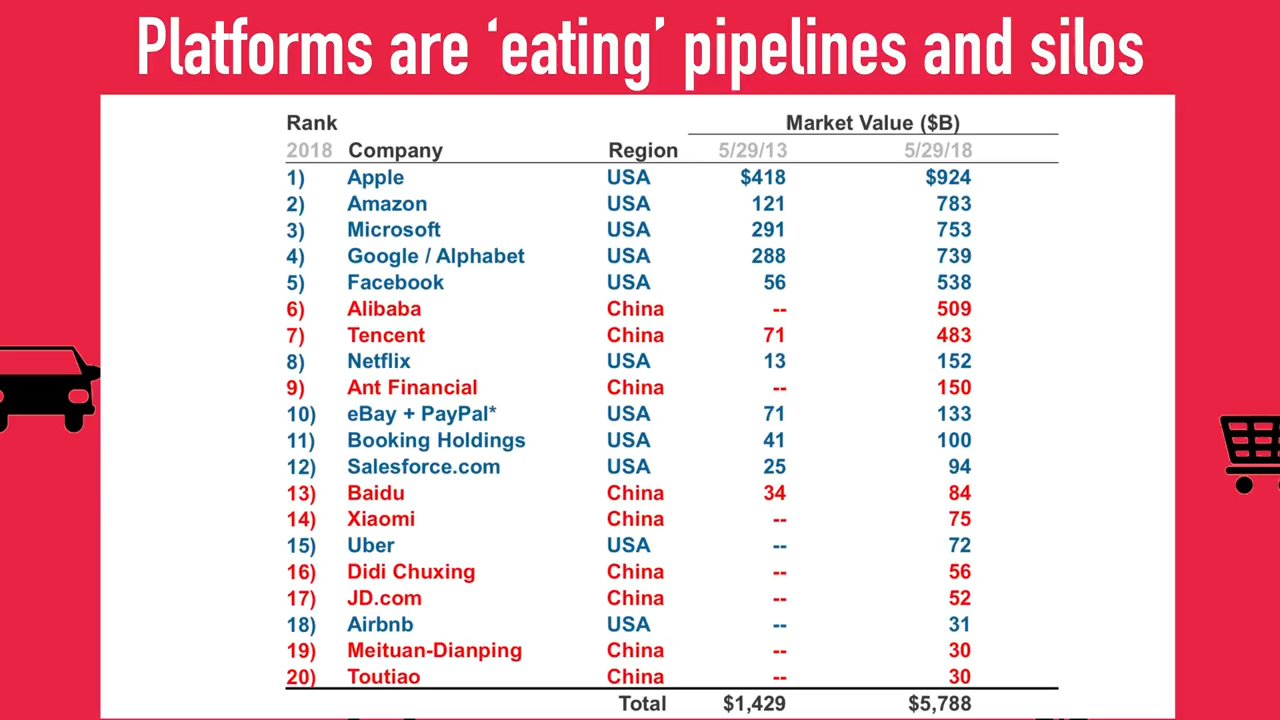 Platforms are ‘eating’ pipelines and silos
Rank Market Value ($B)
2018 Company Region 5/29/13 5/29/18
1) Apple USA $418 $924
2) Amazon USA 121 783
3) Microsoft USA 291 753
4) Google / Alphabet USA 288 739
5) Facebook USA 56 538
6) Alibaba China -- 509
7) Tencent China 71 483
8) Netflix USA 13 152
9) Ant Financial China -- 150
10) eBay + PayPal* USA 71 133
11) Booking Holdings USA 41 100
12) Salesforce.com USA 25 94
13) Baidu China 34 84
14) Xiaomi China -- 75
15) Uber USA -- 72
16) Didi Chuxing China -- 56
17) JD.com China -- 52
18) Airbnb USA -- 31
19) Meituan-Dianping China -- 30
20) Toutiao China -- 30
Total $1,429 $5,788